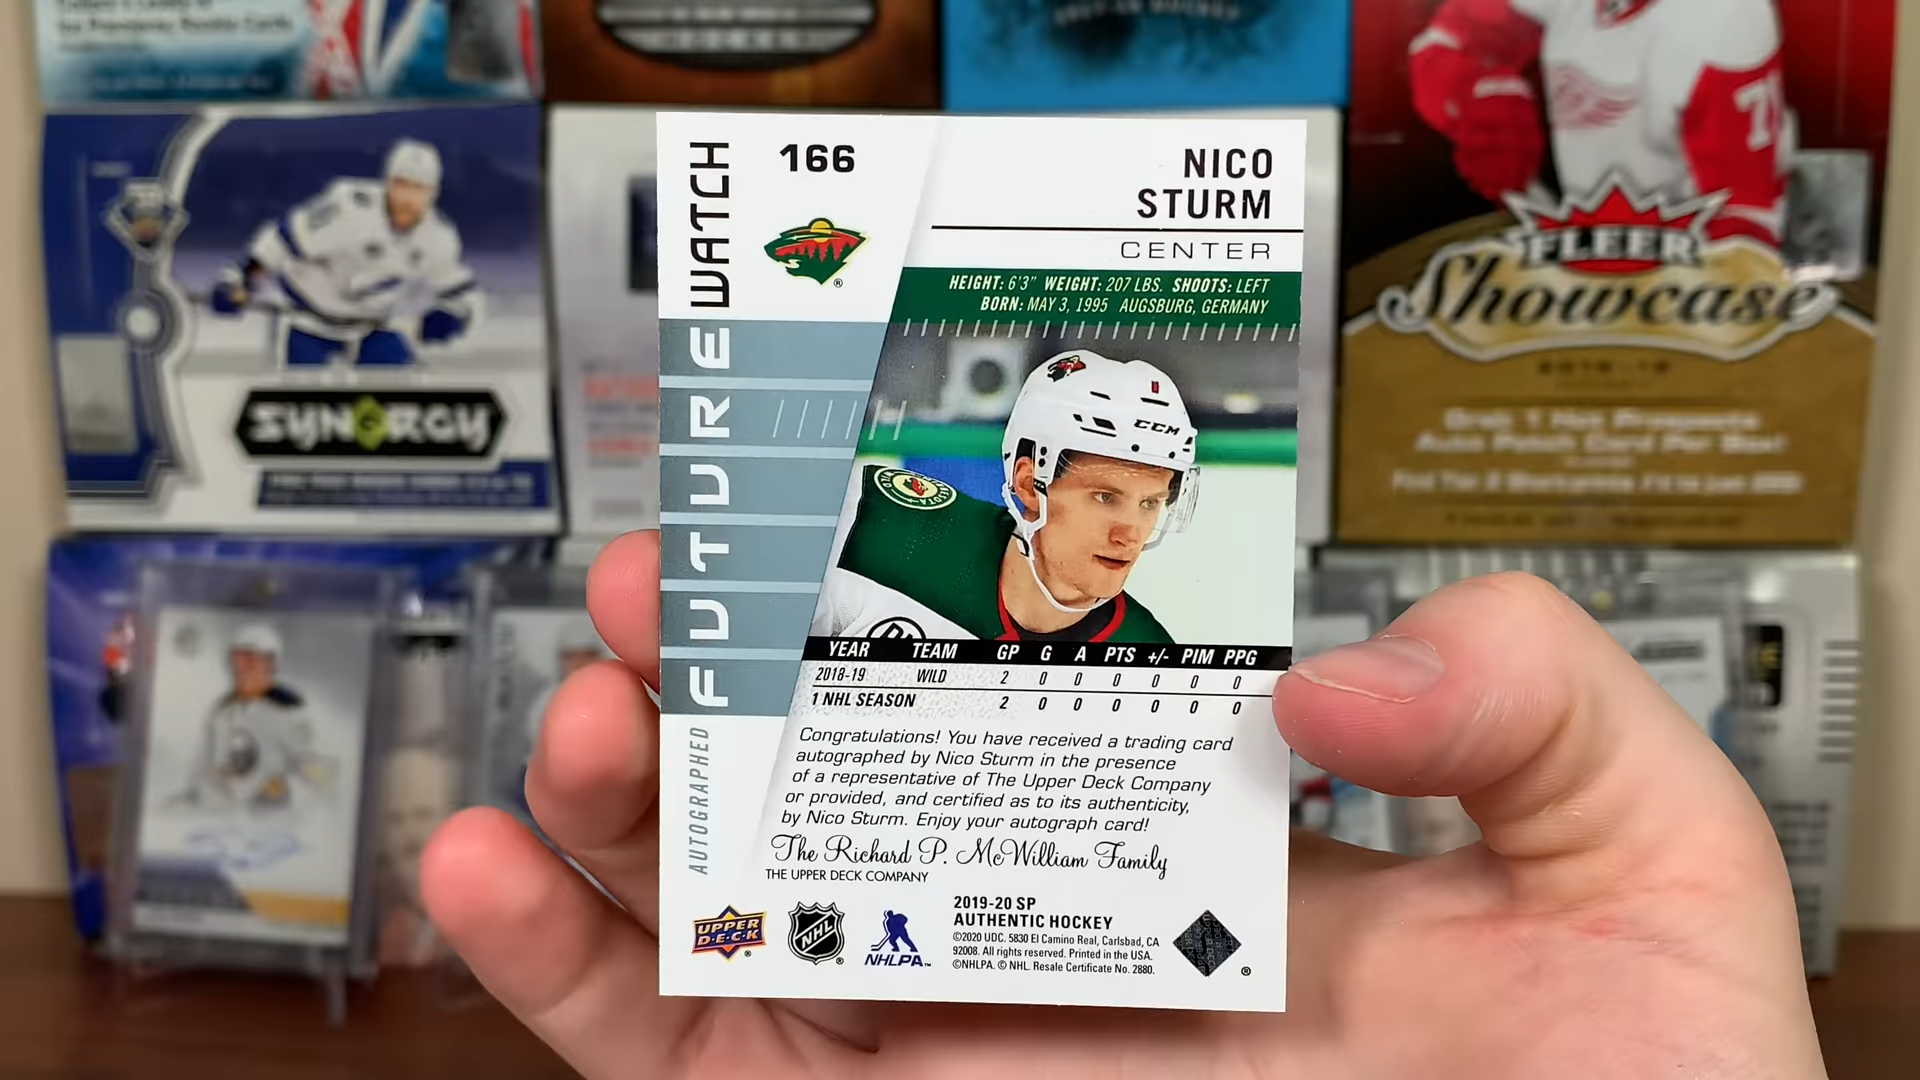 166
NICO
STURM
CENTER
HEIGHT: 6'3" WEIGHT: 207 LBS. SHOOTS: LEFT
BORN: MAY 3, 1995 AUGSBURG, GERMANY
AUTOGRAPHED FUTURE WATCH
CCM
YEAR TEAM GP G A PTS +/- PIM PPG
2018-19 WILD 2 0 0 0 0 0 0
1 NHL SEASON 2 0 0 0 0 0 0
Congratulations! You have received a trading card
autographed by Nico Sturm in the presence
of a representative of The Upper Deck Company
or provided, and certified as to its authenticity,
by Nico Sturm. Enjoy your autograph card!
The Richard P. McWilliam Family
THE UPPER DECK COMPANY
UPPER
DECK
NHL
NHLPA
2019-20 SP
AUTHENTIC HOCKEY
©2020 UDC. 5830 El Camino Real, Carlsbad, CA
92008. All rights reserved. Printed in the USA.
©NHLPA. © NHL. Resale Certificate No. 2880.
SYNERGY
FLEER
Showcase